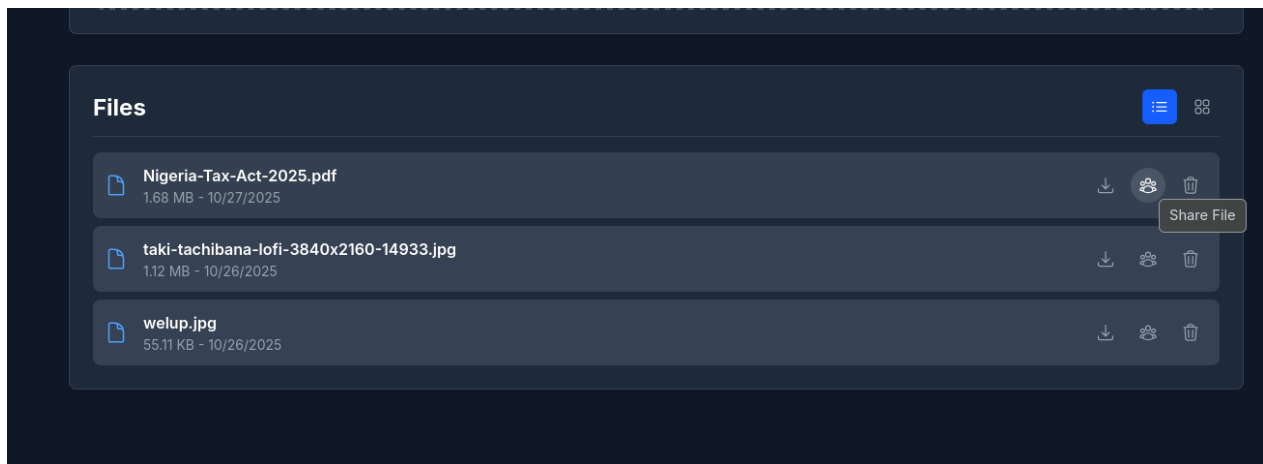 Files
Nigeria-Tax-Act-2025.pdf
1.68 MB - 10/27/2025
Share File
taki-tachibana-lofi-3840x2160-14933.jpg
1.12 MB - 10/26/2025
welup.jpg
55.11 KB - 10/26/2025